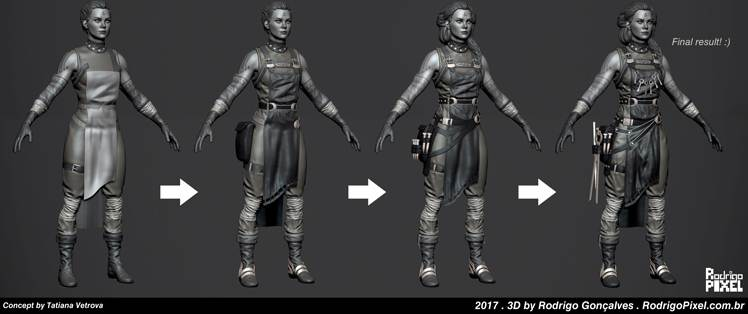 Final result! :)
Rodrigo
PIXEL
Concept by Tatiana Vetrova
2017 . 3D by Rodrigo Gonçalves . RodrigoPixel.com.br